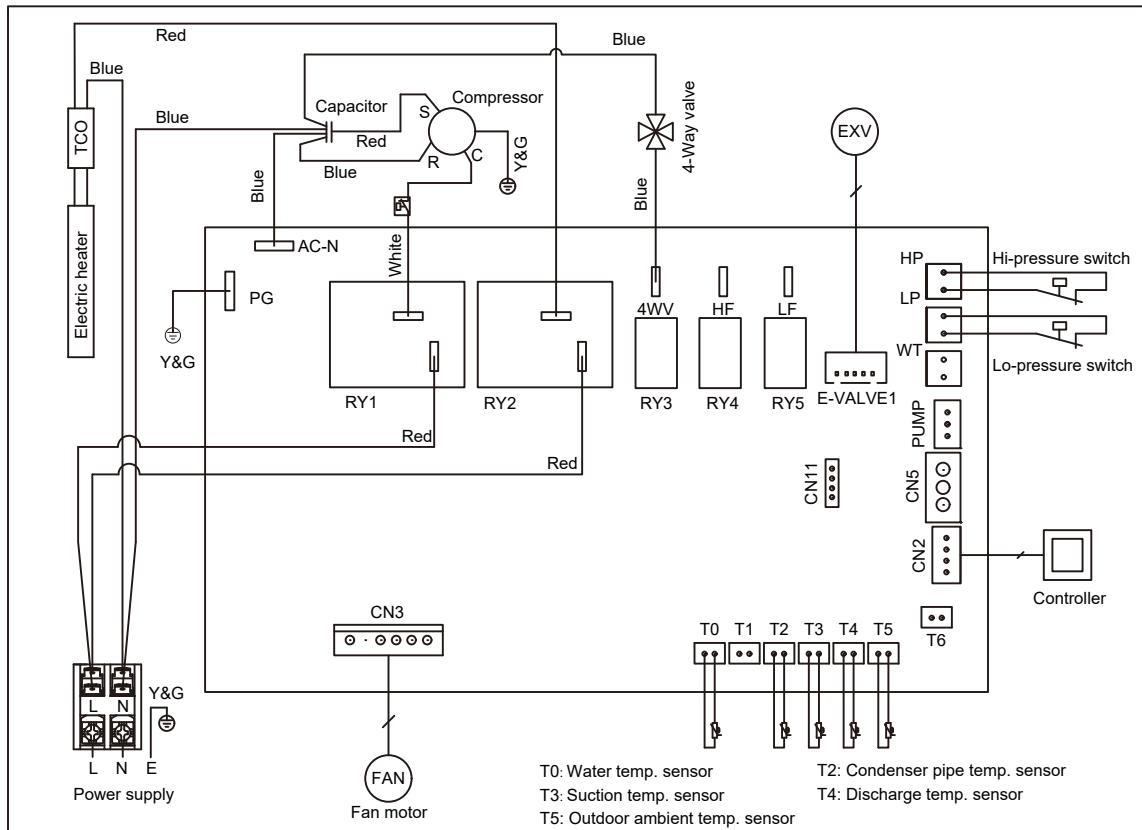 Red
Blue
Blue
Blue
Capacitor
Compressor
S
R
C
Red
Blue
Y&G
Blue
4-Way valve
Blue
EXV
TCO
Electric heater
AC-N
PG
Y&G
White
HP
Hi-pressure switch
LP
WT
Lo-pressure switch
4WV
HF
LF
RY1
RY2
RY3
RY4
RY5
E-VALVE1
Red
Red
PUMP
CN11
CN5
CN2
Controller
CN3
T0
T1
T2
T3
T4
T5
T6
L
N
Y&G
L
N
E
Power supply
FAN
Fan motor
T0: Water temp. sensor
T2: Condenser pipe temp. sensor
T3: Suction temp. sensor
T4: Discharge temp. sensor
T5: Outdoor ambient temp. sensor